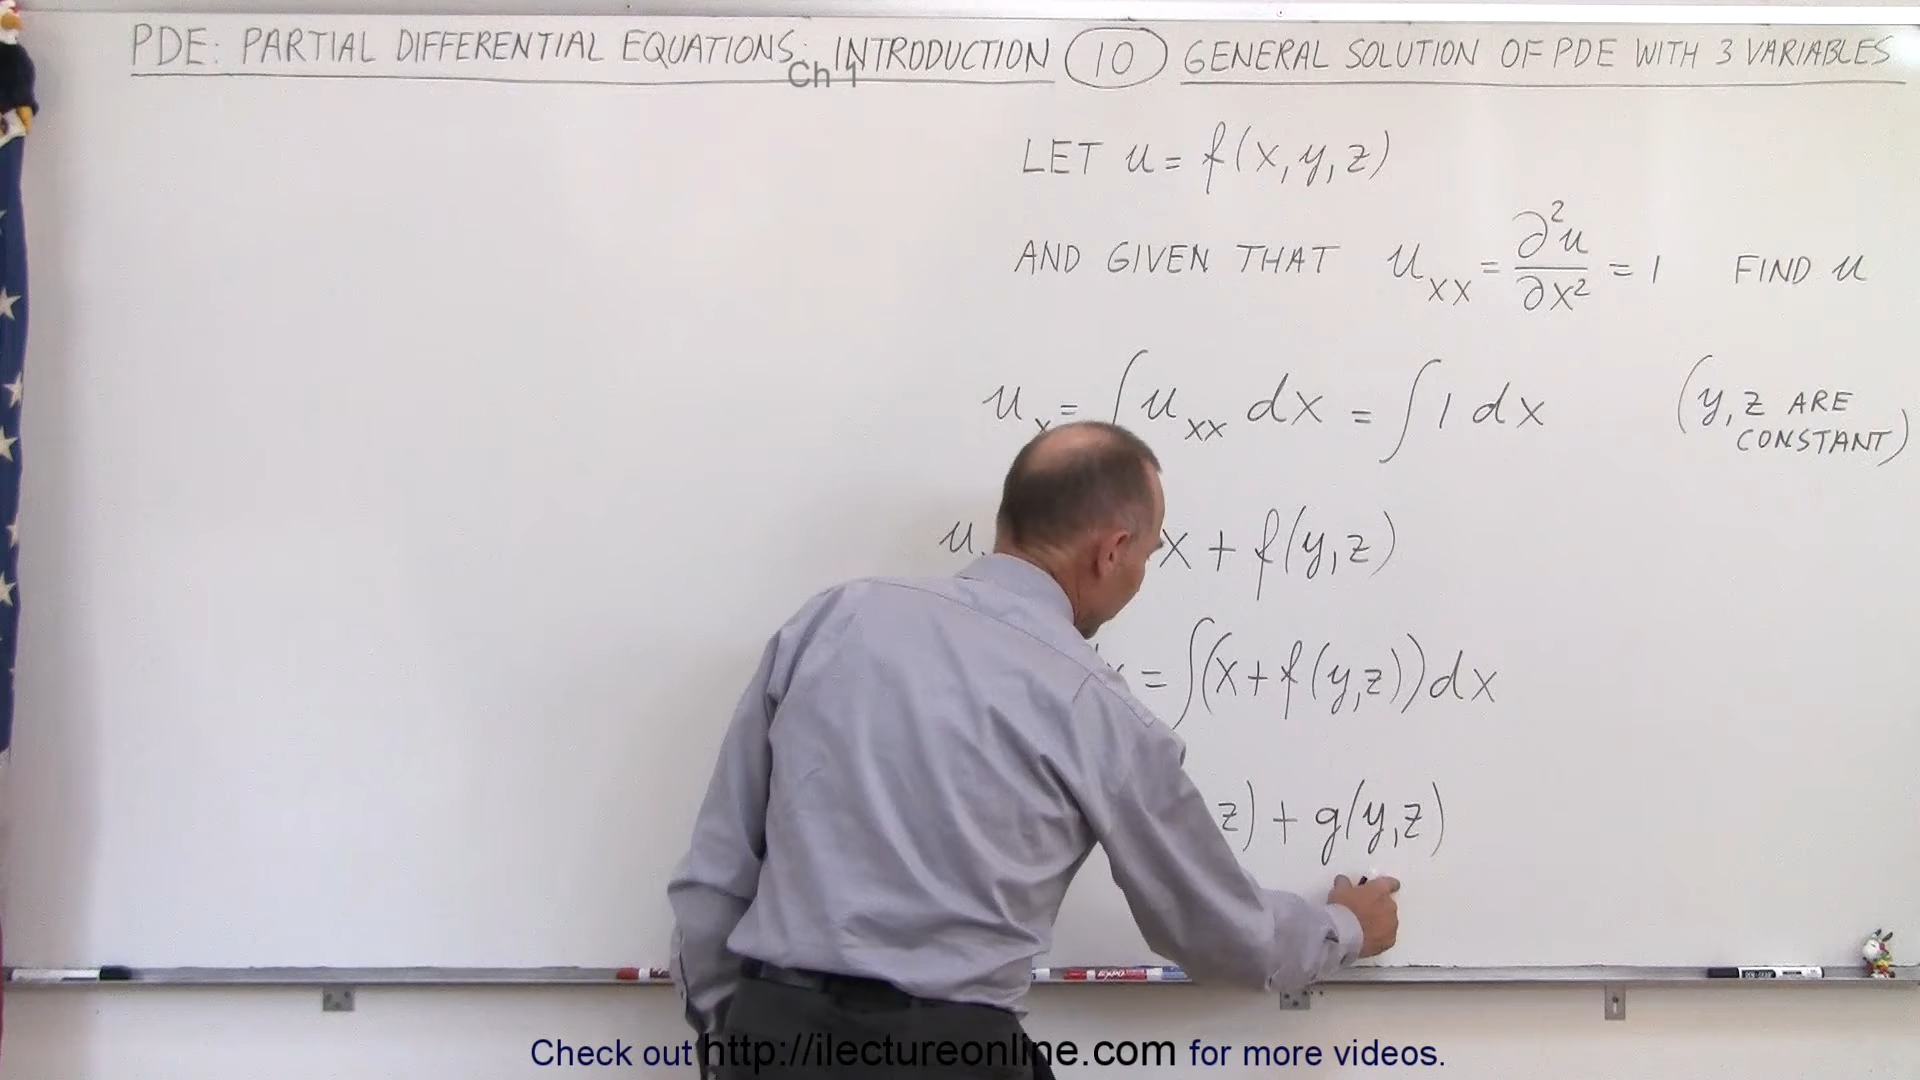 PDE: PARTIAL DIFFERENTIAL EQUATIONS: INTRODUCTION 10 GENERAL SOLUTION OF PDE WITH 3 VARIABLES
Ch 1
LET u = f(x, y, z)
AND GIVEN THAT u_xx = ∂²u/∂x² = 1 FIND u
u_x = ∫ u_xx dx = ∫ 1 dx (y, z ARE CONSTANT)
u x + f(y, z)
= ∫(x + f(y,z)) dx
z) + g(y, z)
EXPO
Check out http://ilectureonline.com for more videos.